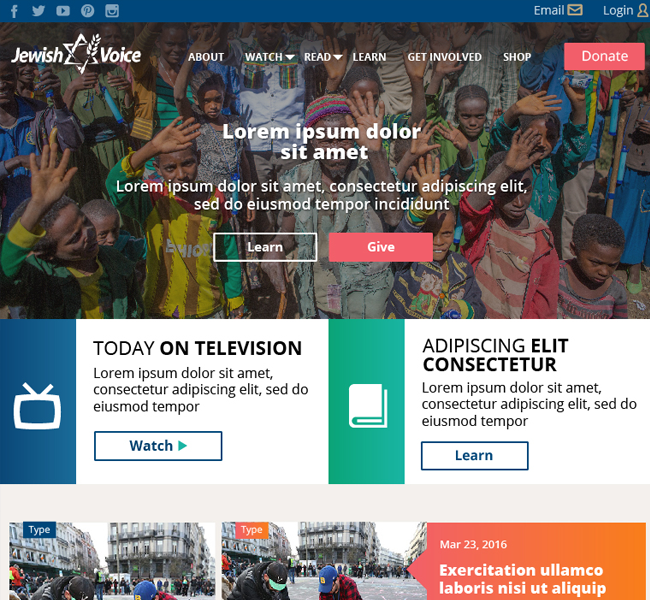 Email
Login
Jewish Voice
ABOUT WATCH READ LEARN GET INVOLVED SHOP
Donate
Lorem ipsum dolor
sit amet
Lorem ipsum dolor sit amet, consectetur adipiscing elit,
sed do eiusmod tempor incididunt
Learn
Give
TODAY ON TELEVISION
Lorem ipsum dolor sit amet,
consectetur adipiscing elit, sed do
eiusmod tempor
Watch
ADIPISCING ELIT
CONSECTETUR
Lorem ipsum dolor sit amet,
consectetur adipiscing elit, sed do
eiusmod tempor
Learn
Type
Type
Mar 23, 2016
Exercitation ullamco
laboris nisi ut aliquip